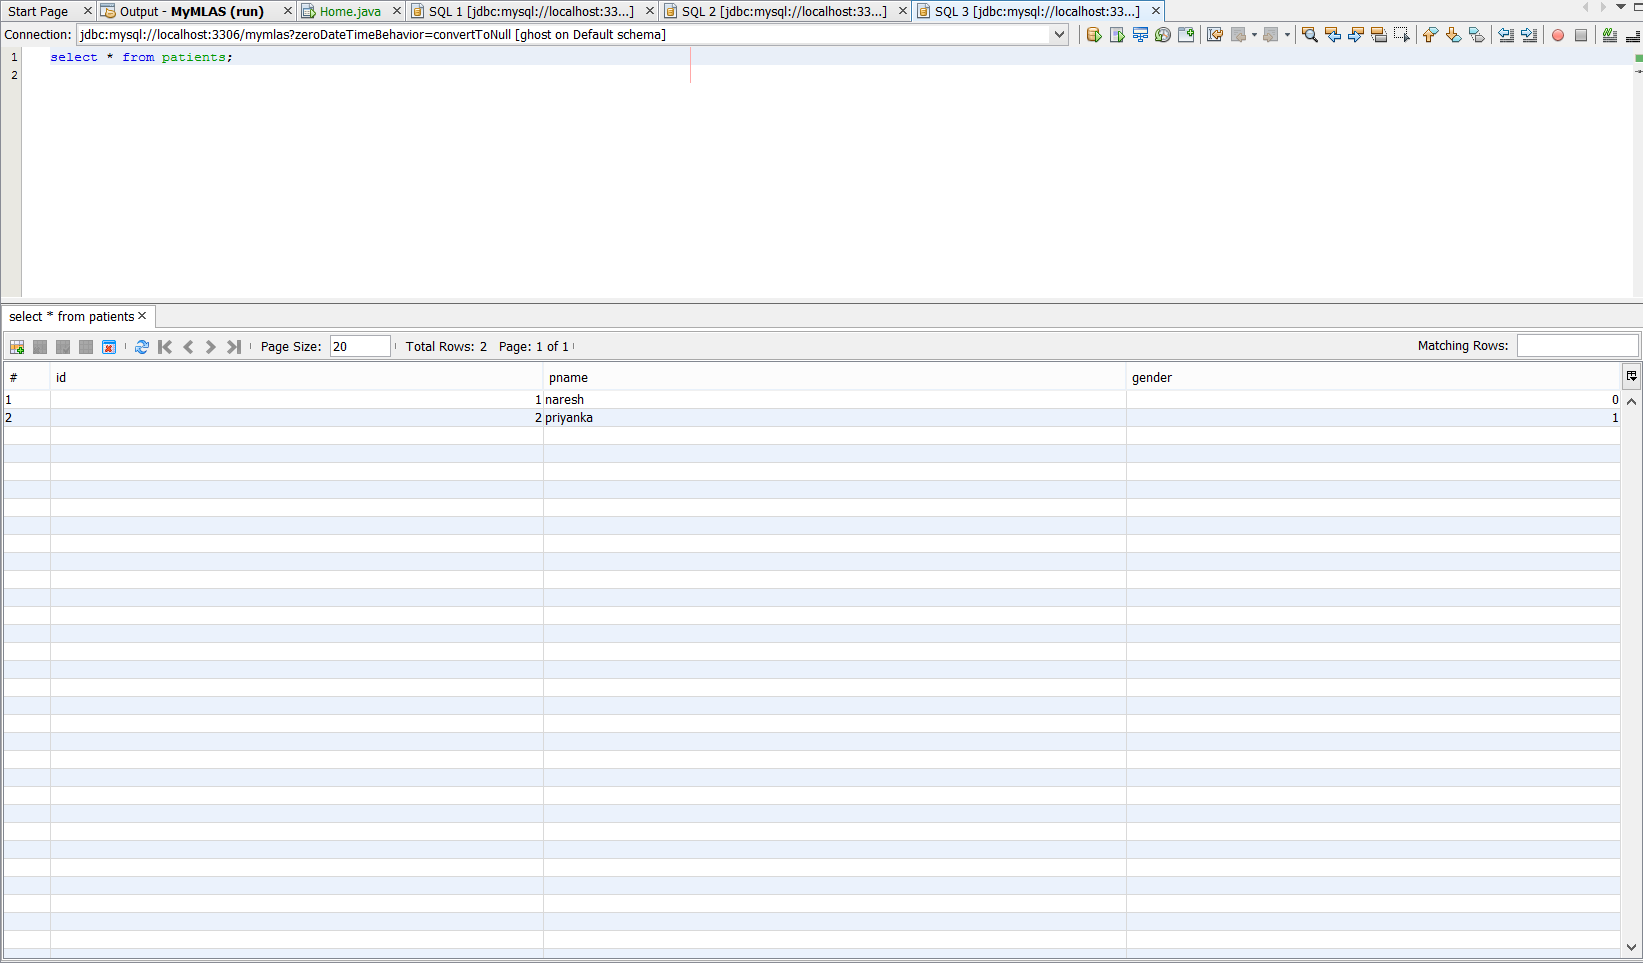 Start Page Output - MyMLAS (run) Home.java SQL 1 [jdbc:mysql://localhost:33...] SQL 2 [jdbc:mysql://localhost:33...] SQL 3 [jdbc:mysql://localhost:33...]
Connection: jdbc:mysql://localhost:3306/mymlas?zeroDateTimeBehavior=convertToNull [ghost on Default schema]
1 select * from patients;
2
select * from patients
Page Size: 20 Total Rows: 2 Page: 1 of 1 Matching Rows:
# id pname gender
1 1 naresh 0
2 2 priyanka 1